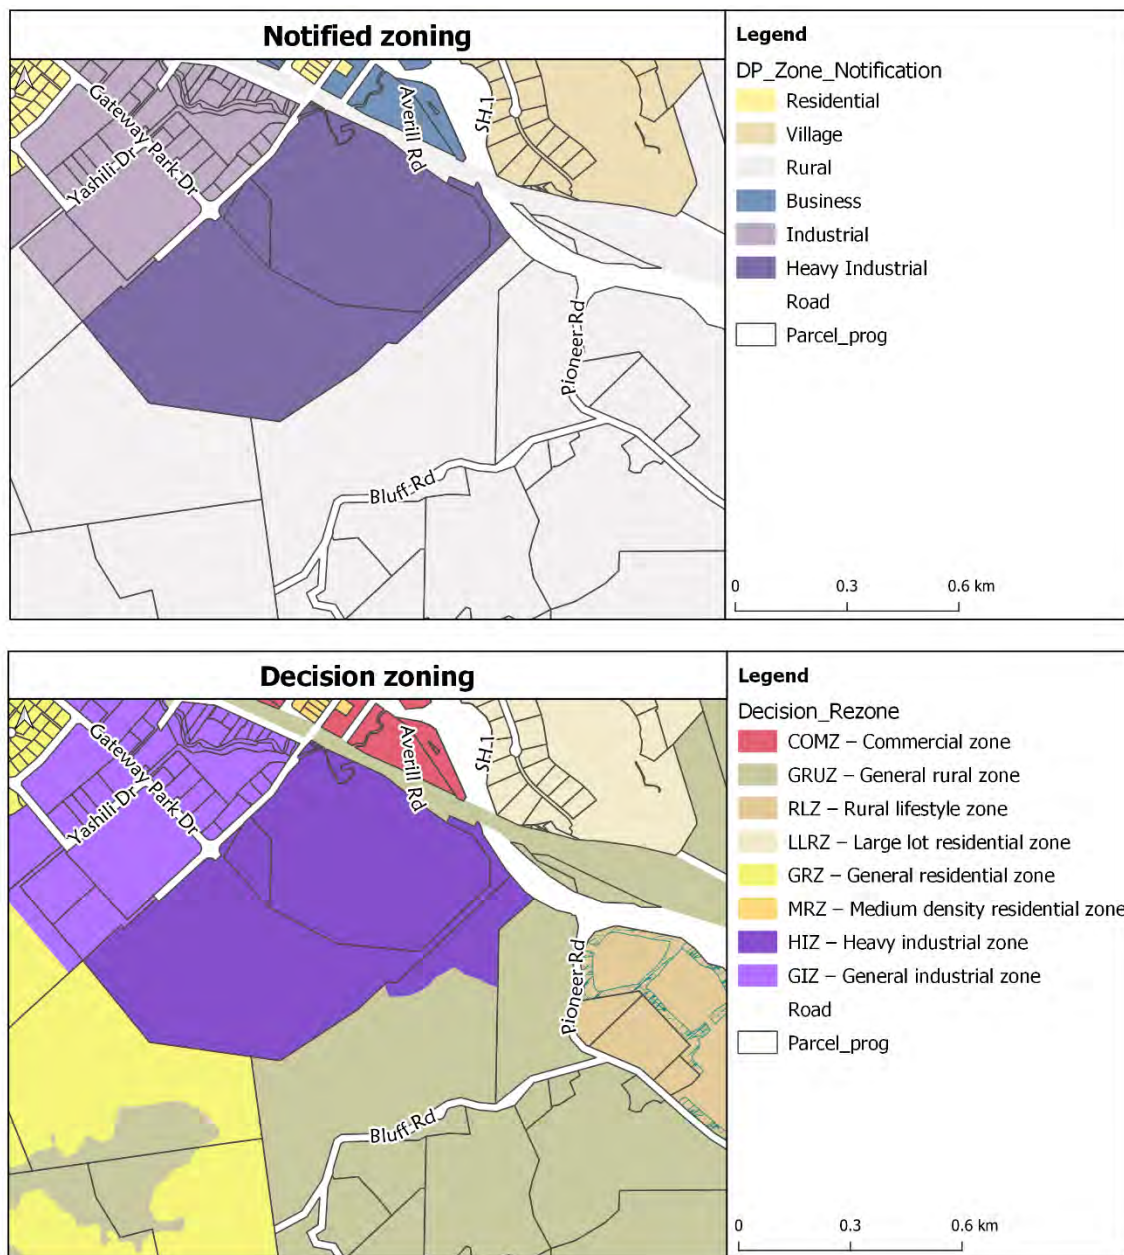 Notified zoning
Gateway Park Dr
Yashili Dr
Averill Rd
SH 1
Pioneer Rd
Bluff Rd
Legend
DP_Zone_Notification
Residential
Village
Rural
Business
Industrial
Heavy Industrial
Road
Parcel_prog
0 0.3 0.6 km
Decision zoning
Gateway Park Dr
Yashili Dr
Averill Rd
SH 1
Pioneer Rd
Bluff Rd
Legend
Decision_Rezone
COMZ – Commercial zone
GRUZ – General rural zone
RLZ – Rural lifestyle zone
LLRZ – Large lot residential zone
GRZ – General residential zone
MRZ – Medium density residential zone
HIZ – Heavy industrial zone
GIZ – General industrial zone
Road
Parcel_prog
0 0.3 0.6 km